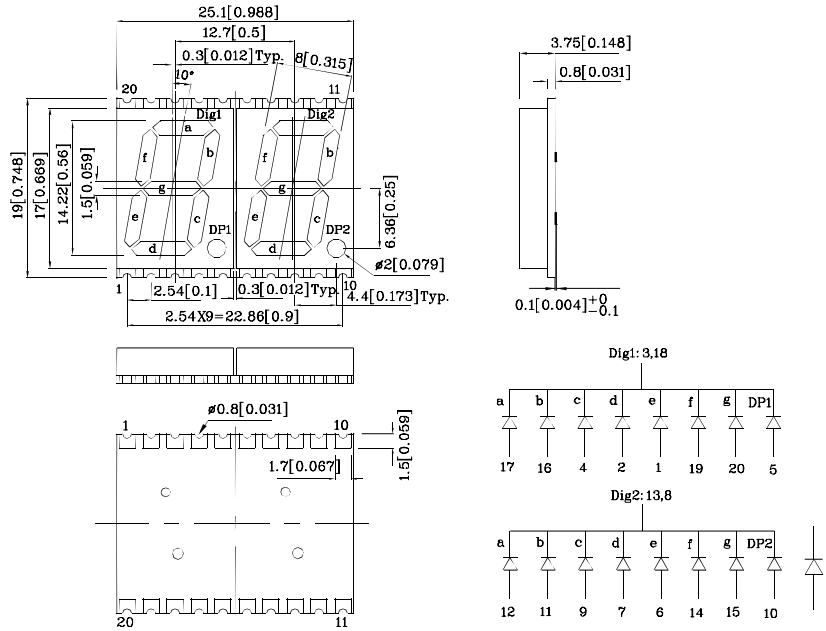 25.1[0.988]
12.7[0.5]
0.3[0.012]Typ.
8[0.315]
10°
20
11
Dig1
Dig2
a
f
b
g
e
c
d
DP1
f
b
g
e
c
d
DP2
19[0.748]
17[0.669]
14.22[0.56]
1.5[0.059]
6.36[0.25]
ø2[0.079]
1
10
2.54[0.1]
0.3[0.012]Typ.
4.4[0.173]Typ.
2.54X9=22.86[0.9]
3.75[0.148]
0.8[0.031]
0.1[0.004]+0
-0.1
ø0.8[0.031]
1
10
1.7[0.067]
1.5[0.059]
20
11
Dig1: 3,18
a b c d e f g DP1
17 16 4 2 1 19 20 5
Dig2: 13,8
a b c d e f g DP2
12 11 9 7 6 14 15 10